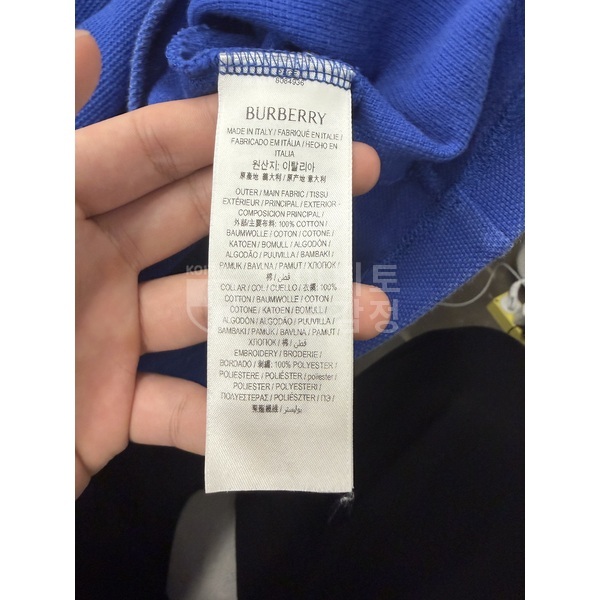 8084936
BURBERRY
MADE IN ITALY / FABRIQUÉ EN ITALIE /
FABRICADO EM ITÁLIA / HECHO EN
ITALIA
원산지: 이탈리아
原產地 義大利 / 原产地 意大利
OUTER / MAIN FABRIC / TISSU
EXTÉRIEUR / PRINCIPAL / EXTERIOR -
COMPOSICION PRINCIPAL /
外部/主要布料: 100% COTTON /
BAUMWOLLE / COTON / COTONE /
KATOEN / BOMULL / ALGODÓN /
ALGODÃO / PUUVILLA / BAMBAKI /
PAMUK / BAVLNA / PAMUT / ХЛОПОК /
棉 / قطن /
COLLAR / COL / CUELLO / 衣領: 100%
COTTON / BAUMWOLLE / COTON /
COTONE / KATOEN / BOMULL /
ALGODÓN / ALGODÃO / PUUVILLA /
BAMBAKI / PAMUK / BAVLNA / PAMUT /
ХЛОПОК / 棉 / قطن /
EMBROIDERY / BRODERIE /
BORDADO / 刺繡: 100% POLYESTER /
POLIESTERE / POLIÉSTER / poliester /
POLIESTER / POLYESTERI /
ΠΟΛΥΕΣΤΕΡΑΣ / POLIÉSZTER / ПЭ /
聚酯纖維 / بوليستر /